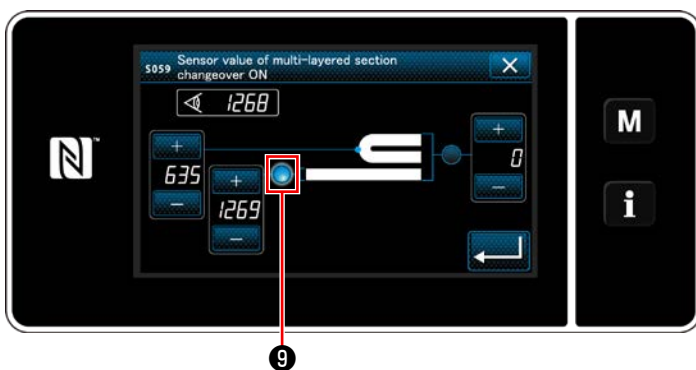 S059 Sensor value of multi-layered section
changeover ON
1268
+
635
−
+
1269
−
+
0
−
M
i
N
9